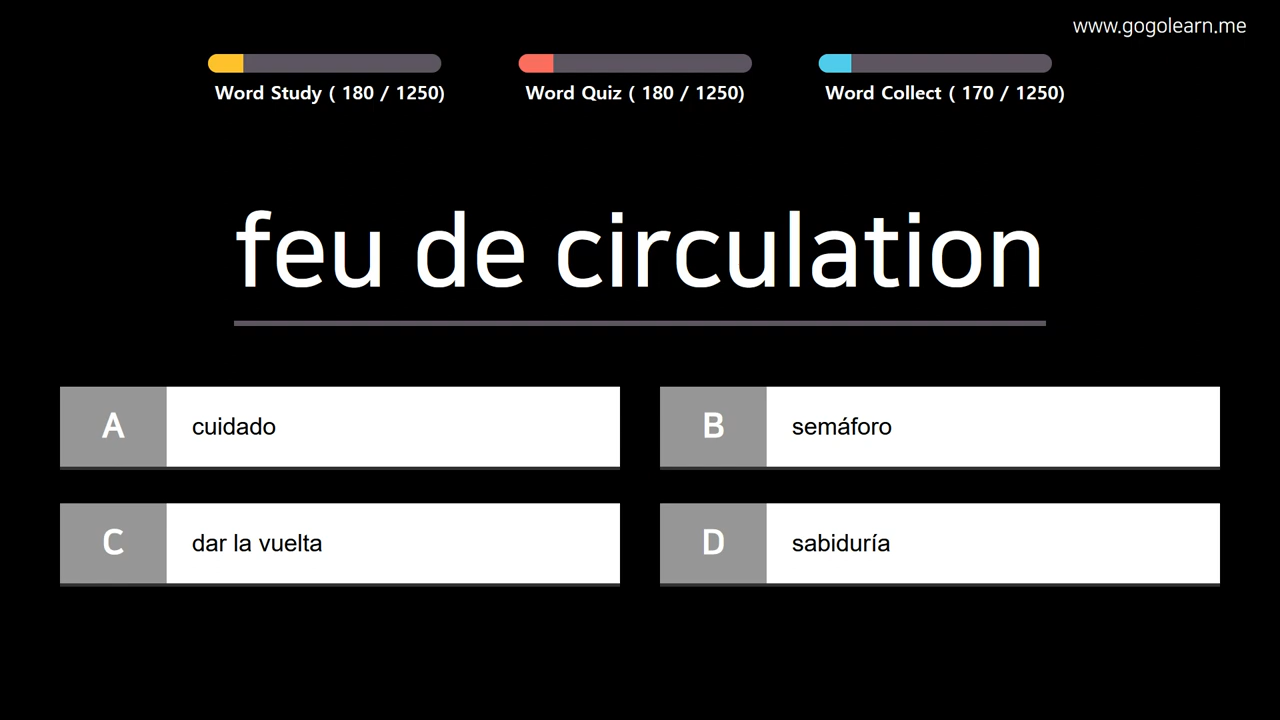 www.gogolearn.me
Word Study ( 180 / 1250)
Word Quiz ( 180 / 1250)
Word Collect ( 170 / 1250)
feu de circulation
A cuidado
B semáforo
C dar la vuelta
D sabiduría